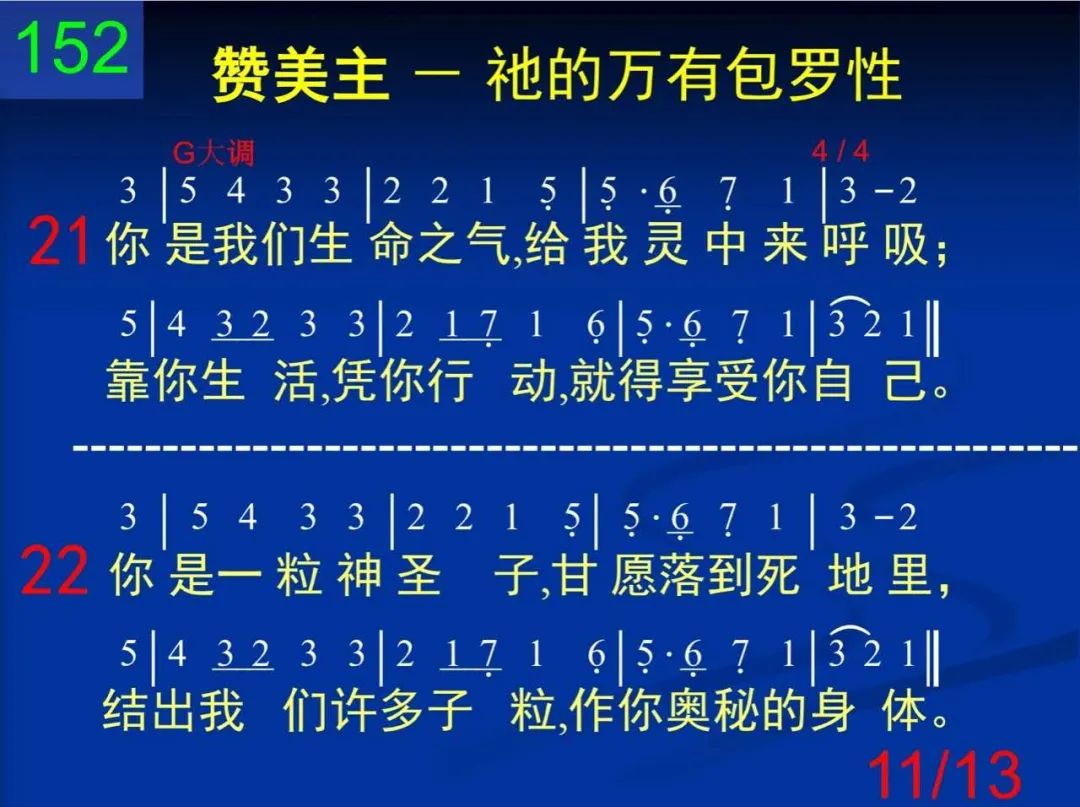 152
赞美主 － 祂的万有包罗性
G大调 4 / 4
3 | 5 4 3 3 | 2 2 1 5̣ | 5̣ · 6̣ 7̣ 1 | 3 - 2
21 你 是我们生 命之气,给 我 灵 中 来 呼 吸；
5 | 4 3 2 3 3 | 2 1 7̣ 1 6̣ | 5̣ · 6̣ 7̣ 1 | 3 2 1 ‖
靠你生 活,凭你行 动,就得享受你自 己。
3 | 5 4 3 3 | 2 2 1 5̣ | 5̣ · 6̣ 7̣ 1 | 3 - 2
22 你 是一 粒 神 圣 子,甘 愿落到死 地 里，
5 | 4 3 2 3 3 | 2 1 7̣ 1 6̣ | 5̣ · 6̣ 7̣ 1 | 3 2 1 ‖
结出我 们许多子 粒,作你奥秘的身 体。
11/13